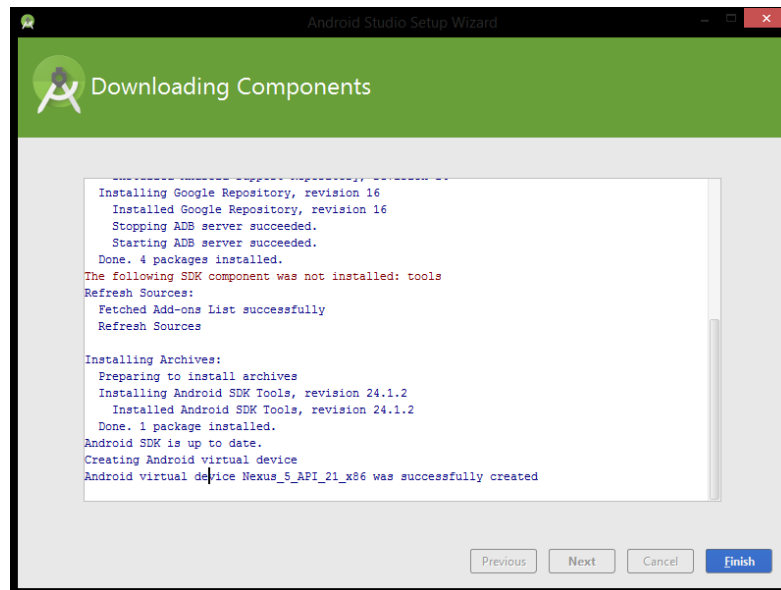 Android Studio Setup Wizard
Downloading Components
Installing Google Repository, revision 16
Installed Google Repository, revision 16
Stopping ADB server succeeded.
Starting ADB server succeeded.
Done. 4 packages installed.
The following SDK component was not installed: tools
Refresh Sources:
Fetched Add-ons List successfully
Refresh Sources
Installing Archives:
Preparing to install archives
Installing Android SDK Tools, revision 24.1.2
Installed Android SDK Tools, revision 24.1.2
Done. 1 package installed.
Android SDK is up to date.
Creating Android virtual device
Android virtual device Nexus_5_API_21_x86 was successfully created
Previous Next Cancel Finish